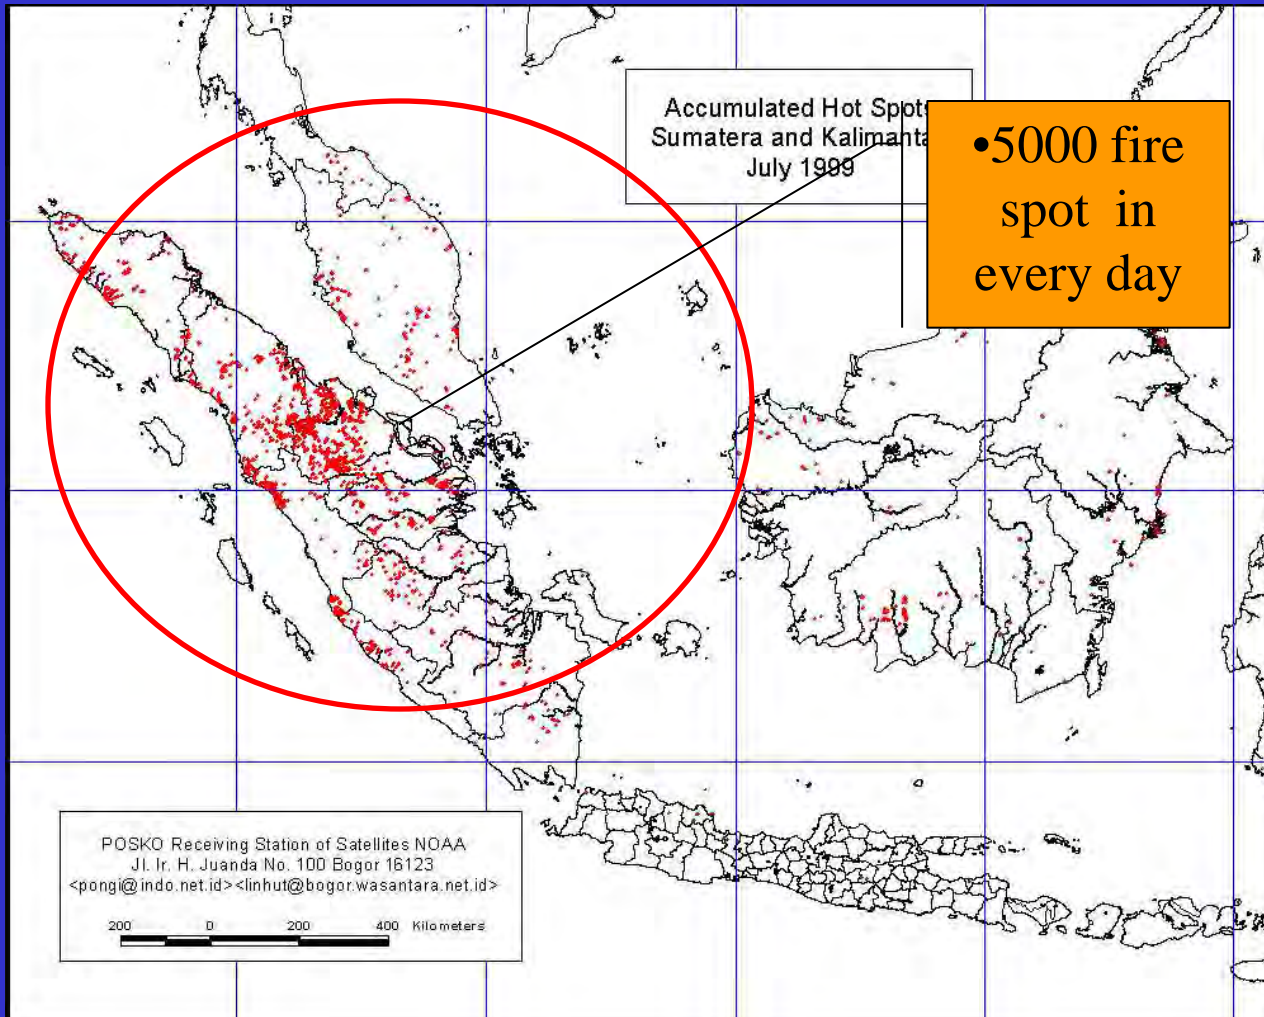 Accumulated Hot Spots
Sumatera and Kalimanta
July 1999
•5000 fire
spot in
every day
POSKO Receiving Station of Satellites NOAA
Jl. Ir. H. Juanda No. 100 Bogor 16123
<pongi@indo.net.id><linhut@bogor.wasantara.net.id>
200 0 200 400 Kilometers